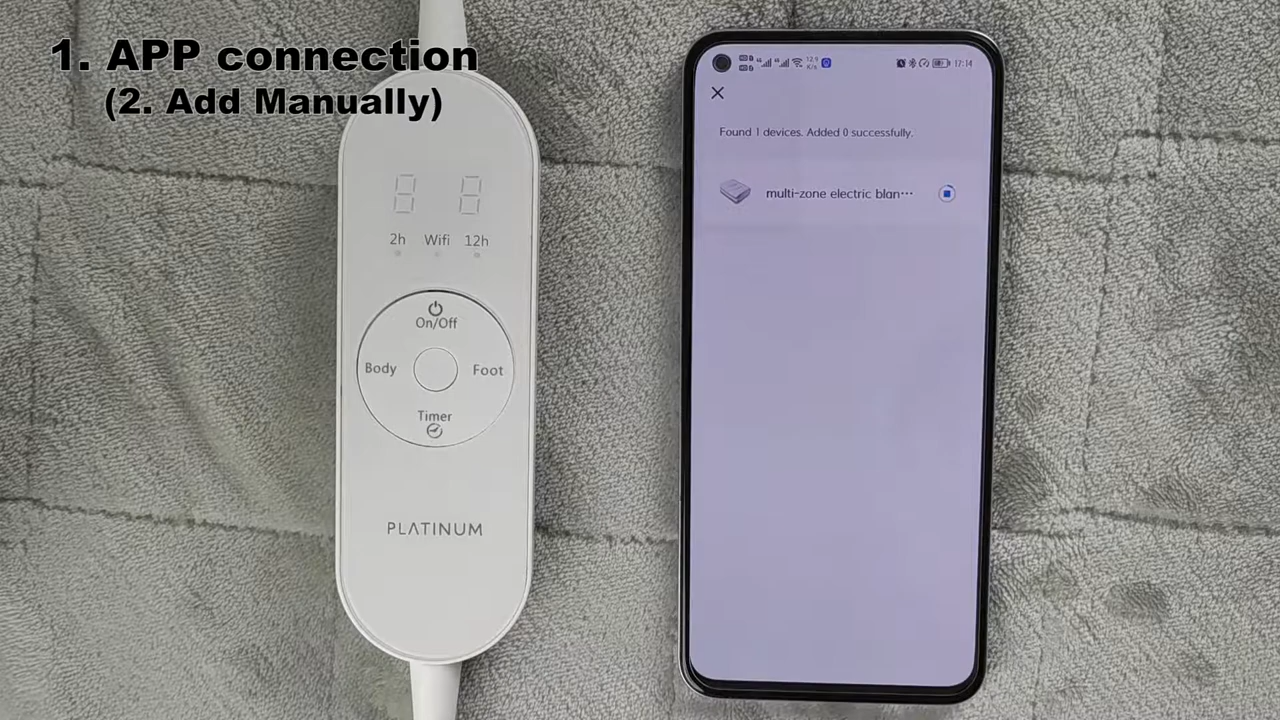 1. APP connection
(2. Add Manually)
2h Wifi 12h
On/Off
Body Foot
Timer
PLATINUM
17:14
Found 1 devices. Added 0 successfully.
multi-zone electric blan···